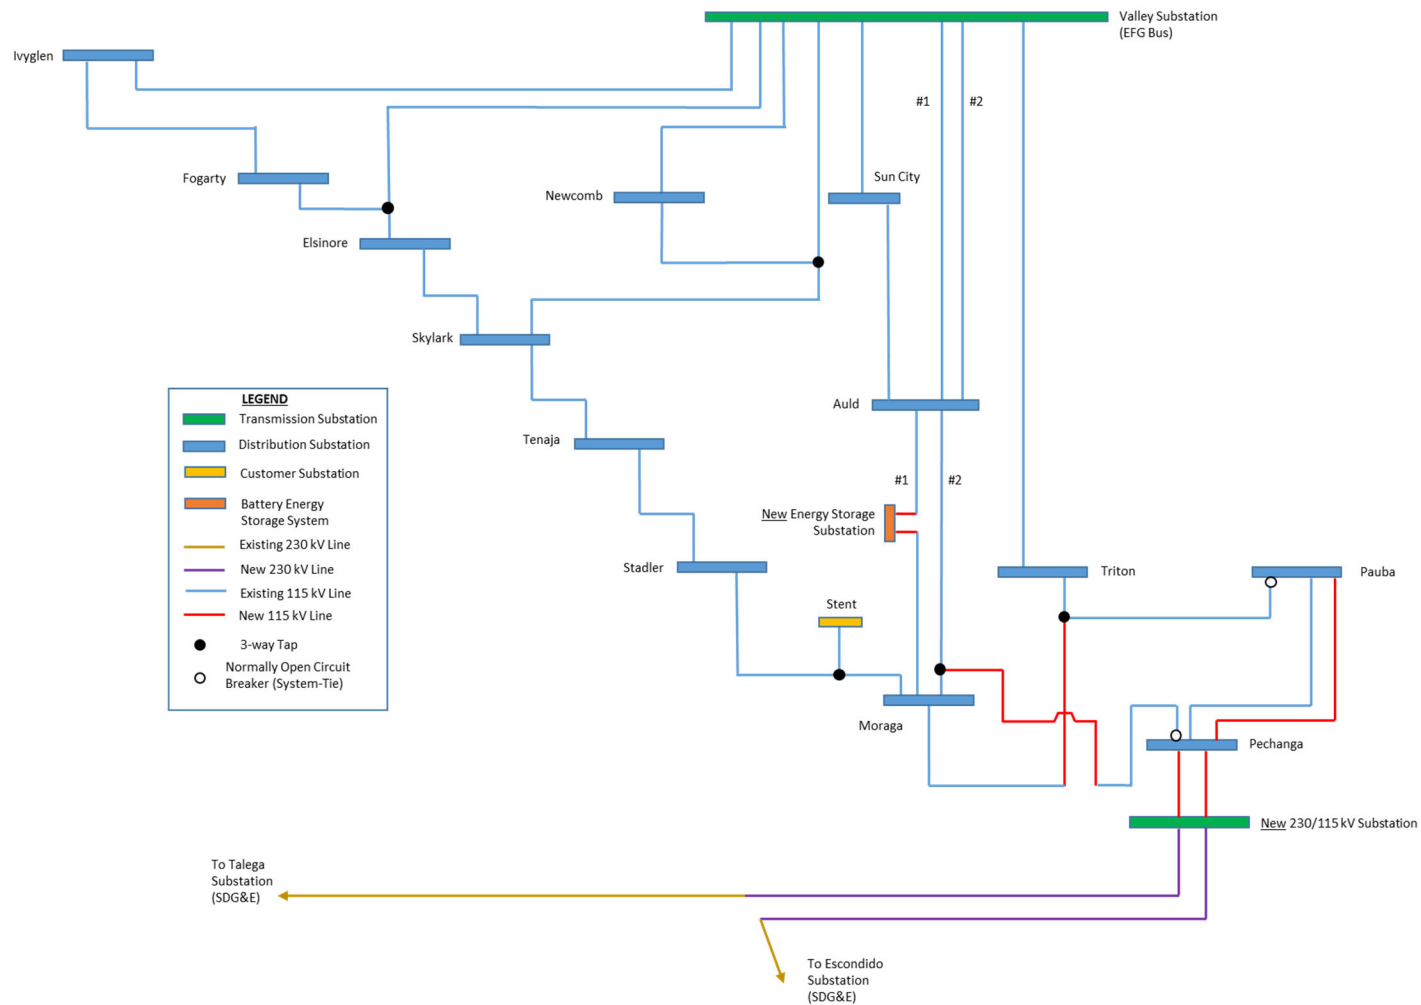 Valley Substation
(EFG Bus)
Ivyglen
#1
#2
Fogarty
Sun City
Newcomb
Elsinore
Skylark
LEGEND
Transmission Substation
Distribution Substation
Customer Substation
Battery Energy
Storage System
Existing 230 kV Line
New 230 kV Line
Existing 115 kV Line
New 115 kV Line
3-way Tap
Normally Open Circuit
Breaker (System-Tie)
Auld
Tenaja
#1
#2
New Energy Storage
Substation
Stadler
Triton
Pauba
Stent
Moraga
Pechanga
New 230/115 kV Substation
To Talega
Substation
(SDG&E)
To Escondido
Substation
(SDG&E)